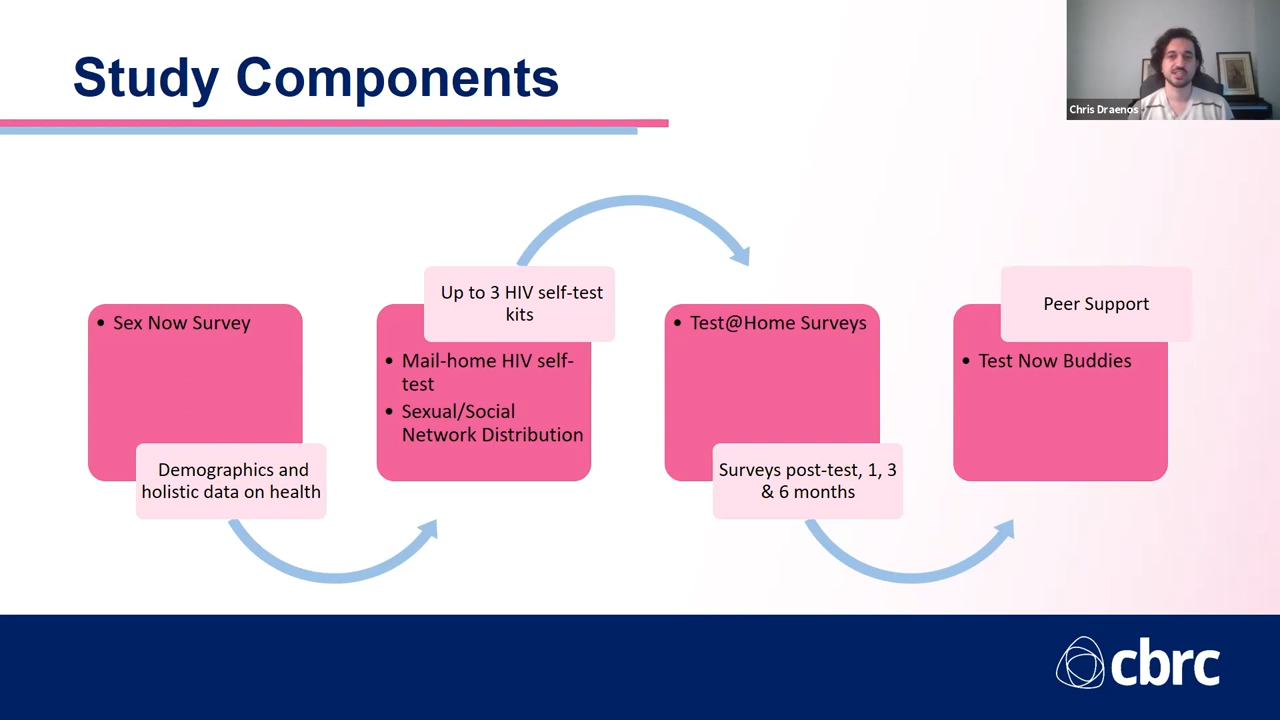 Study Components
Chris Draenos
• Sex Now Survey
Demographics and
holistic data on health
Up to 3 HIV self-test
kits
• Mail-home HIV self-
test
• Sexual/Social
Network Distribution
• Test@Home Surveys
Surveys post-test, 1, 3
& 6 months
Peer Support
• Test Now Buddies
cbrc